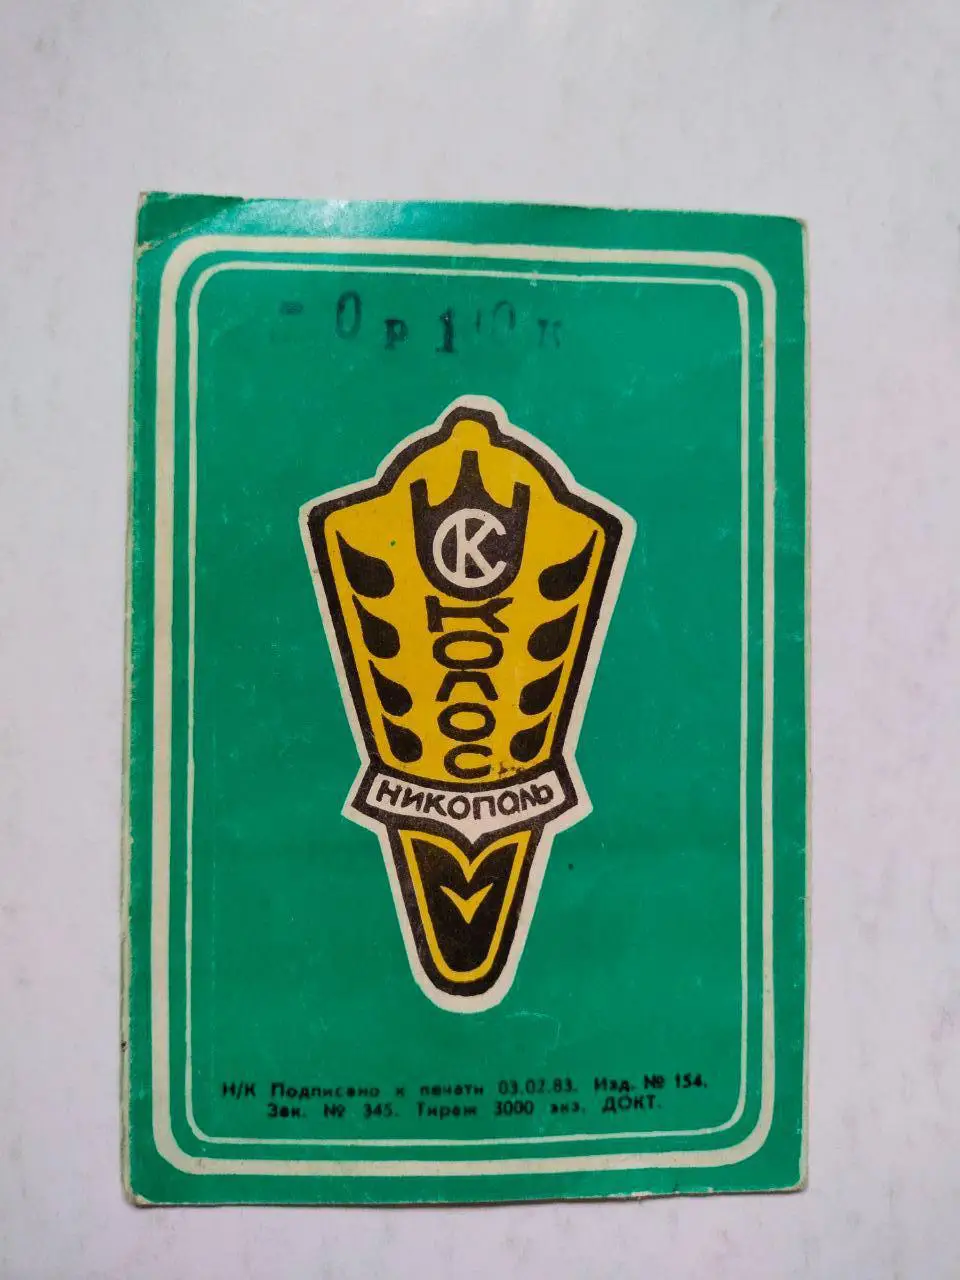 0 р 10 к
СК
КОЛОС
НИКОПОЛЬ
Н/К Подписано к печати 03.02.83. Изд. № 154.
Зак. № 345. Тираж 3000 экз. ДОКТ.